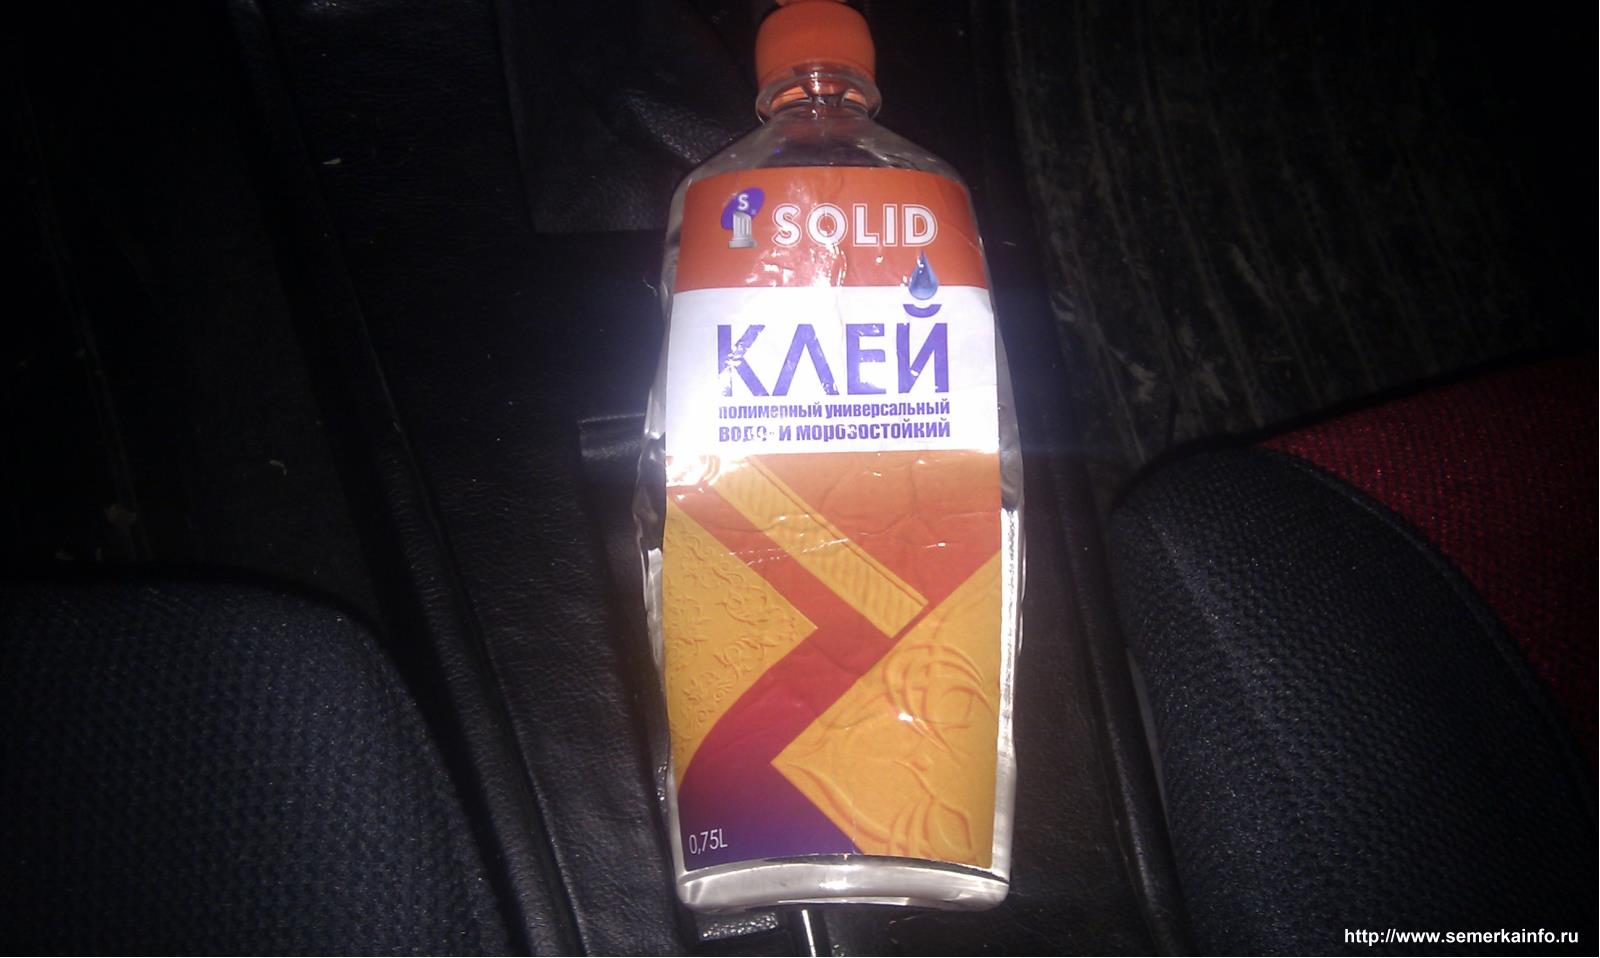 S
SOLID
КЛЕЙ
полимерный универсальный
водо- и морозостойкий
0,75L
http://www.semerkainfo.ru